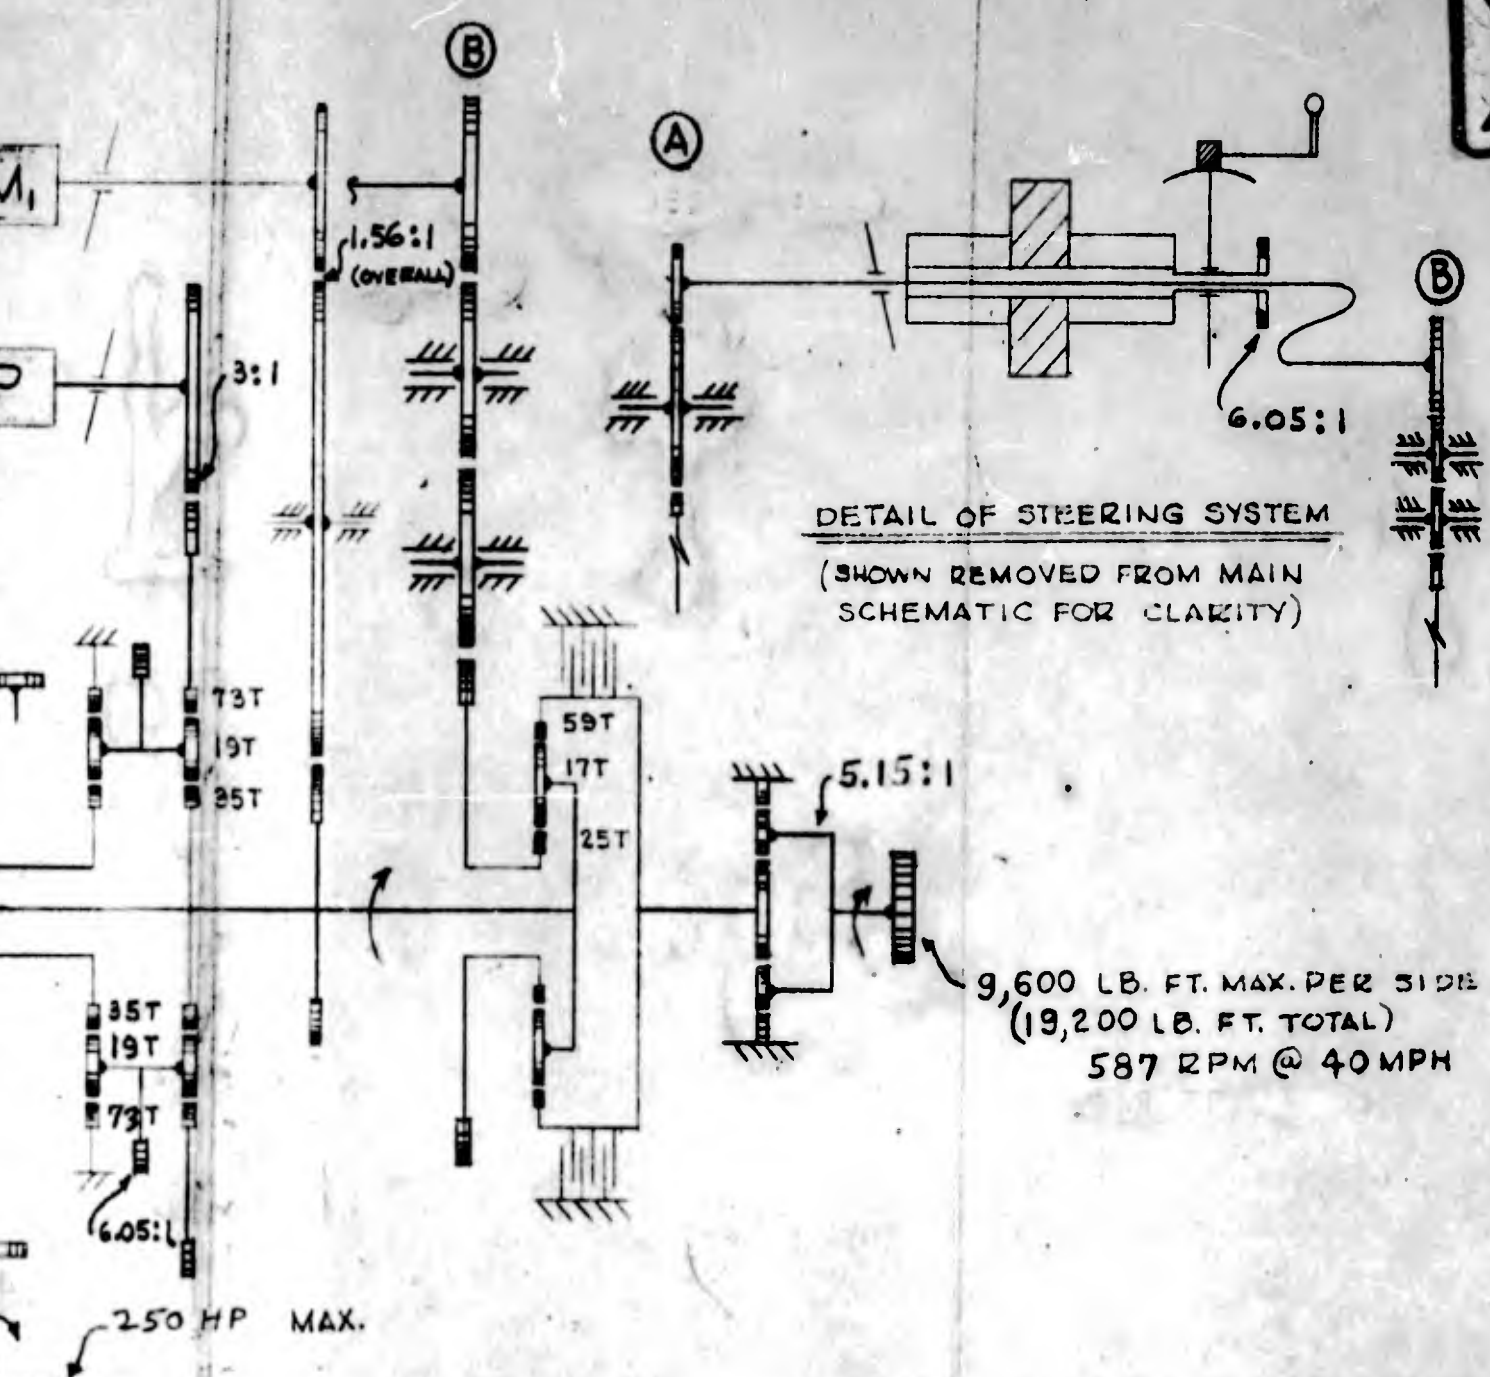 B
A
M1
1.56:1
(OVERALL)
B
3:1
6.05:1
DETAIL OF STEERING SYSTEM
(SHOWN REMOVED FROM MAIN
SCHEMATIC FOR CLARITY)
73T
19T
35T
59T
17T
25T
5.15:1
9,600 LB. FT. MAX. PER SIDE
(19,200 LB. FT. TOTAL)
587 RPM @ 40 MPH
35T
19T
73T
6.05:1
250 HP MAX.